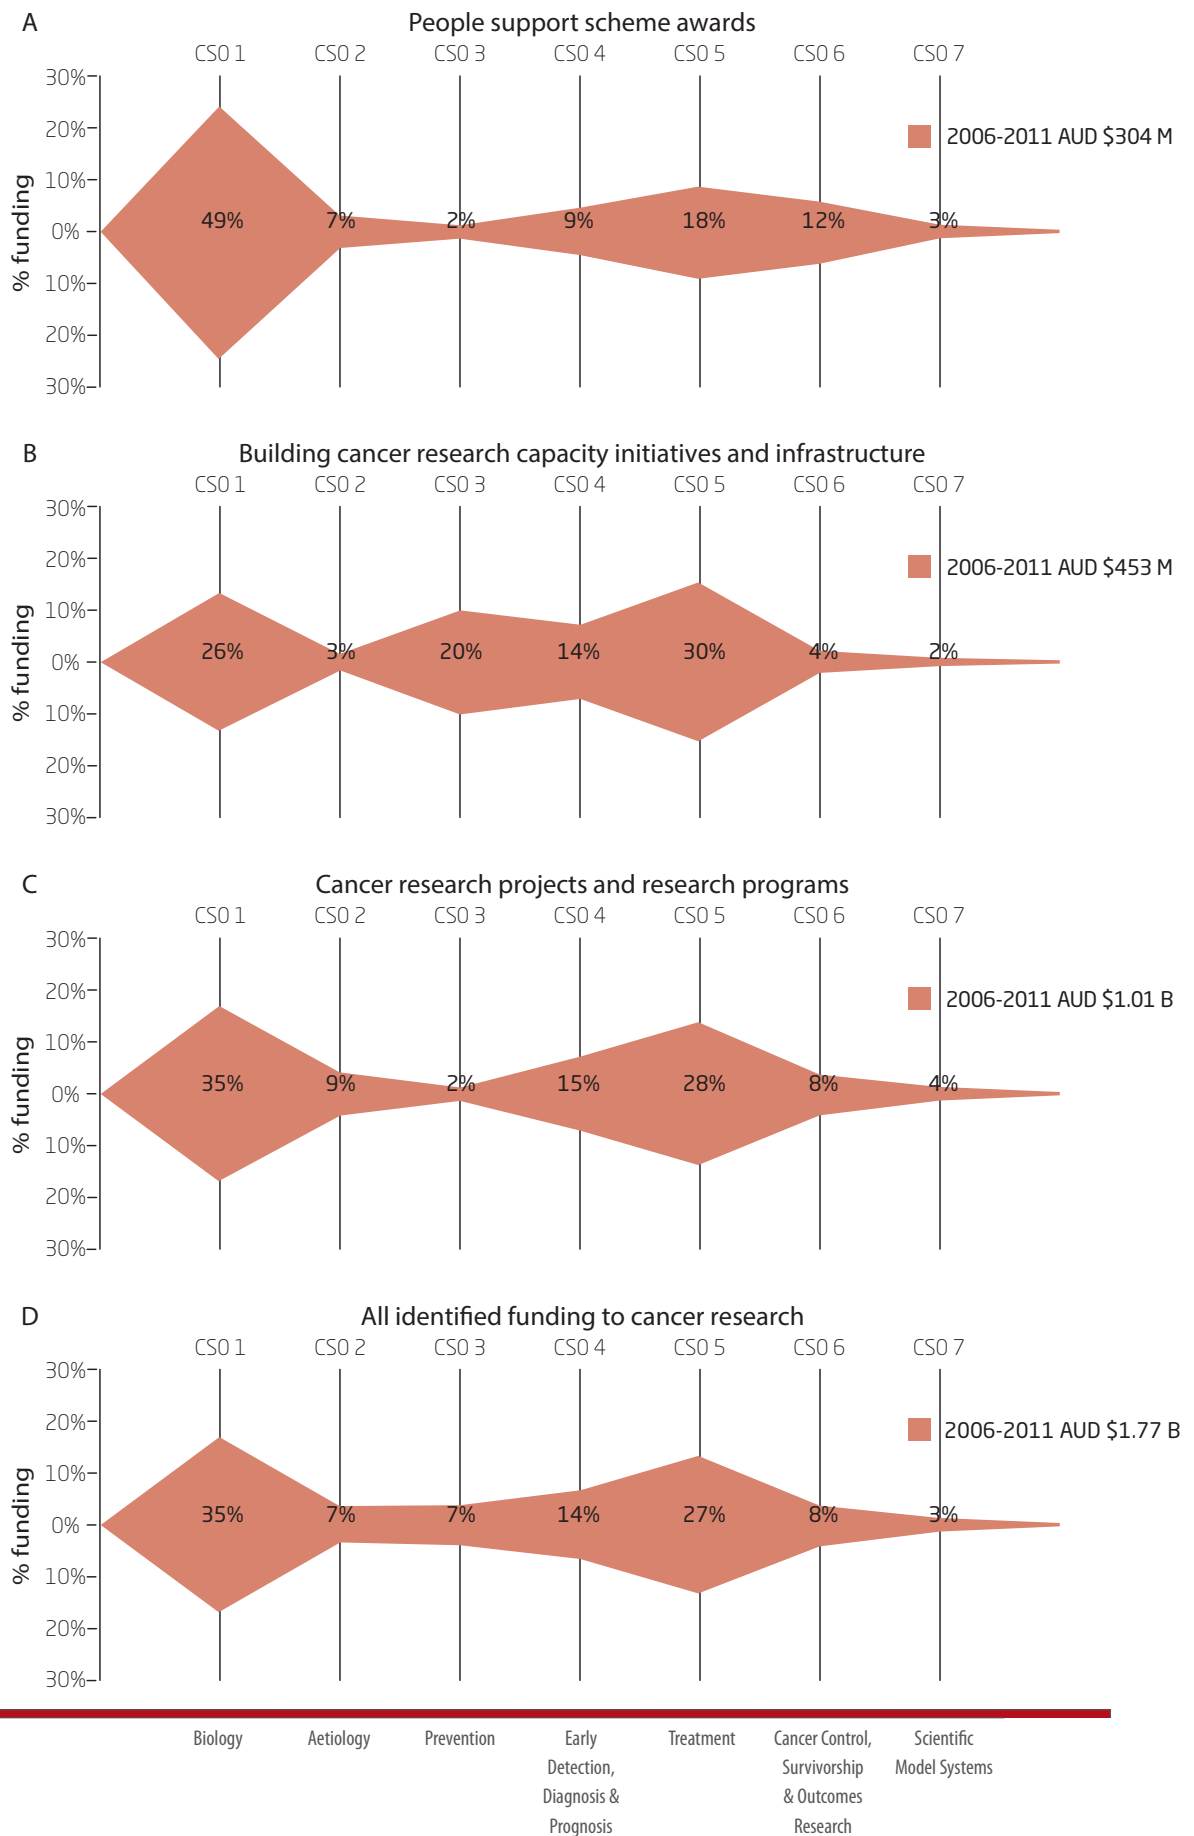 A
People support scheme awards
CSO 1 CSO 2 CSO 3 CSO 4 CSO 5 CSO 6 CSO 7
30%
20%
10%
0%
10%
20%
30%
% funding
49% 7% 2% 9% 18% 12% 3%
2006-2011 AUD $304 M
B
Building cancer research capacity initiatives and infrastructure
CSO 1 CSO 2 CSO 3 CSO 4 CSO 5 CSO 6 CSO 7
30%
20%
10%
0%
10%
20%
30%
% funding
26% 3% 20% 14% 30% 4% 2%
2006-2011 AUD $453 M
C
Cancer research projects and research programs
CSO 1 CSO 2 CSO 3 CSO 4 CSO 5 CSO 6 CSO 7
30%
20%
10%
0%
10%
20%
30%
% funding
35% 9% 2% 15% 28% 8% 4%
2006-2011 AUD $1.01 B
D
All identified funding to cancer research
CSO 1 CSO 2 CSO 3 CSO 4 CSO 5 CSO 6 CSO 7
30%
20%
10%
0%
10%
20%
30%
% funding
35% 7% 7% 14% 27% 8% 3%
2006-2011 AUD $1.77 B
Biology
Aetiology
Prevention
Early
Detection,
Diagnosis &
Prognosis
Treatment
Cancer Control,
Survivorship
& Outcomes
Research
Scientific
Model Systems